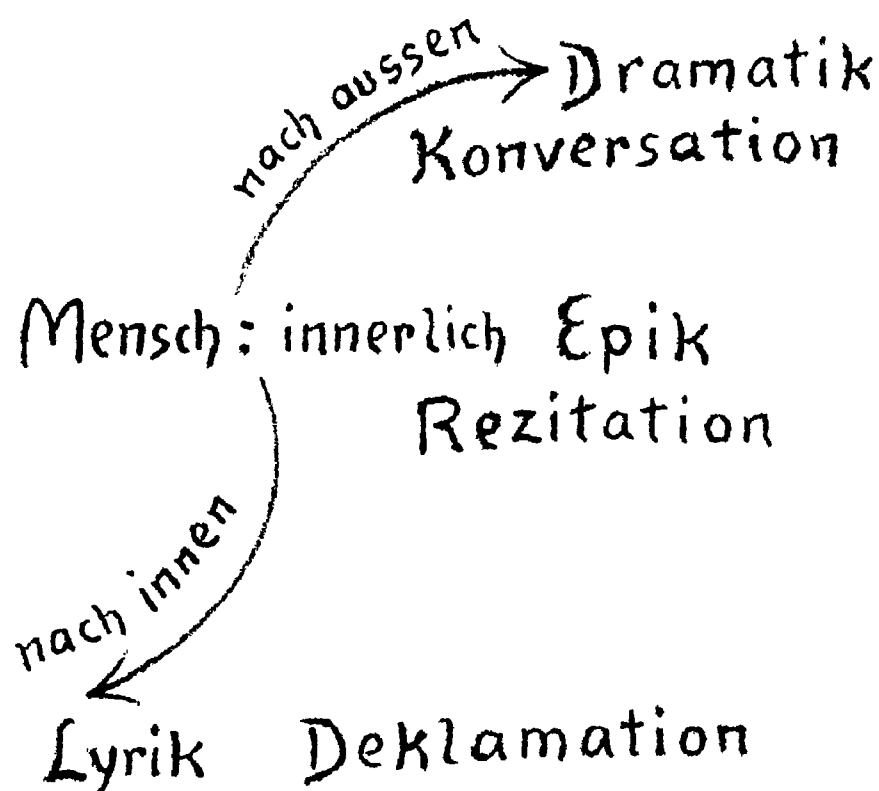 nach aussen
Dramatik
Konversation
Mensch: innerlich Epik
Rezitation
nach innen
Lyrik Deklamation